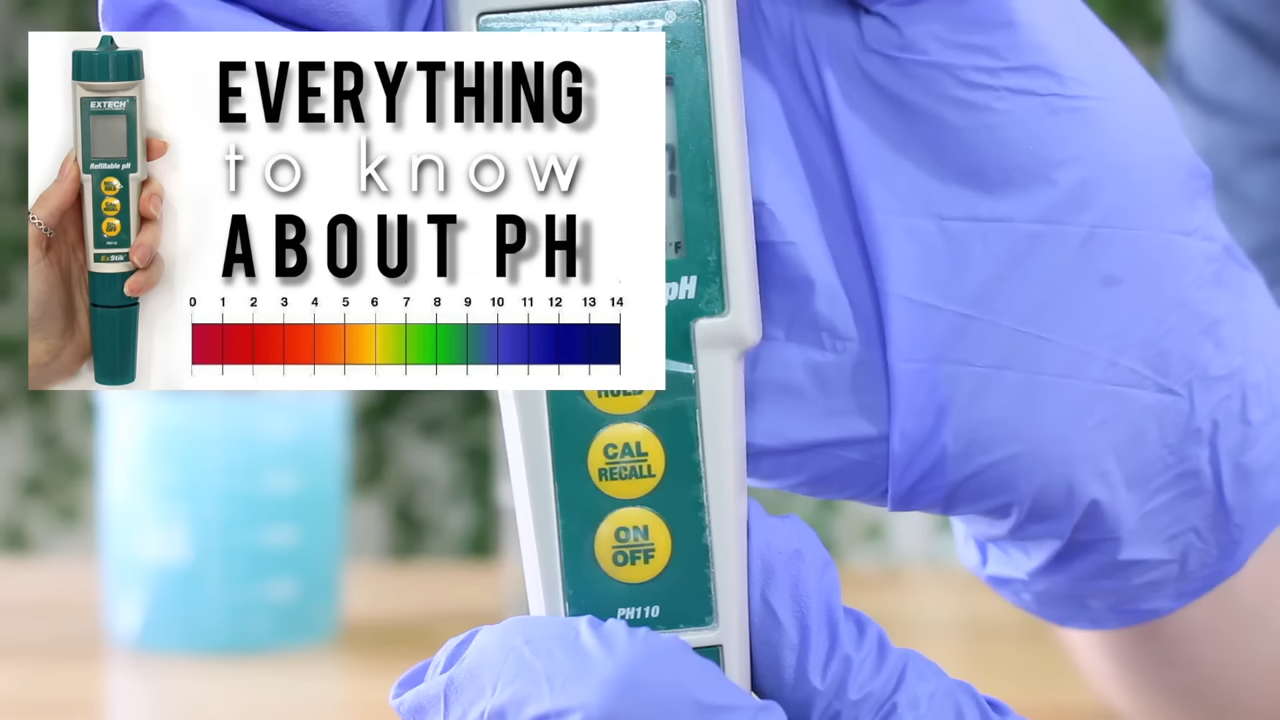 EXTECH
Refillable pH
PH110
ExStik
EVERYTHING
to know
ABOUT PH
0 1 2 3 4 5 6 7 8 9 10 11 12 13 14
EXTECH®
°F
pH
HOLD
CAL
RECALL
ON
OFF
PH110